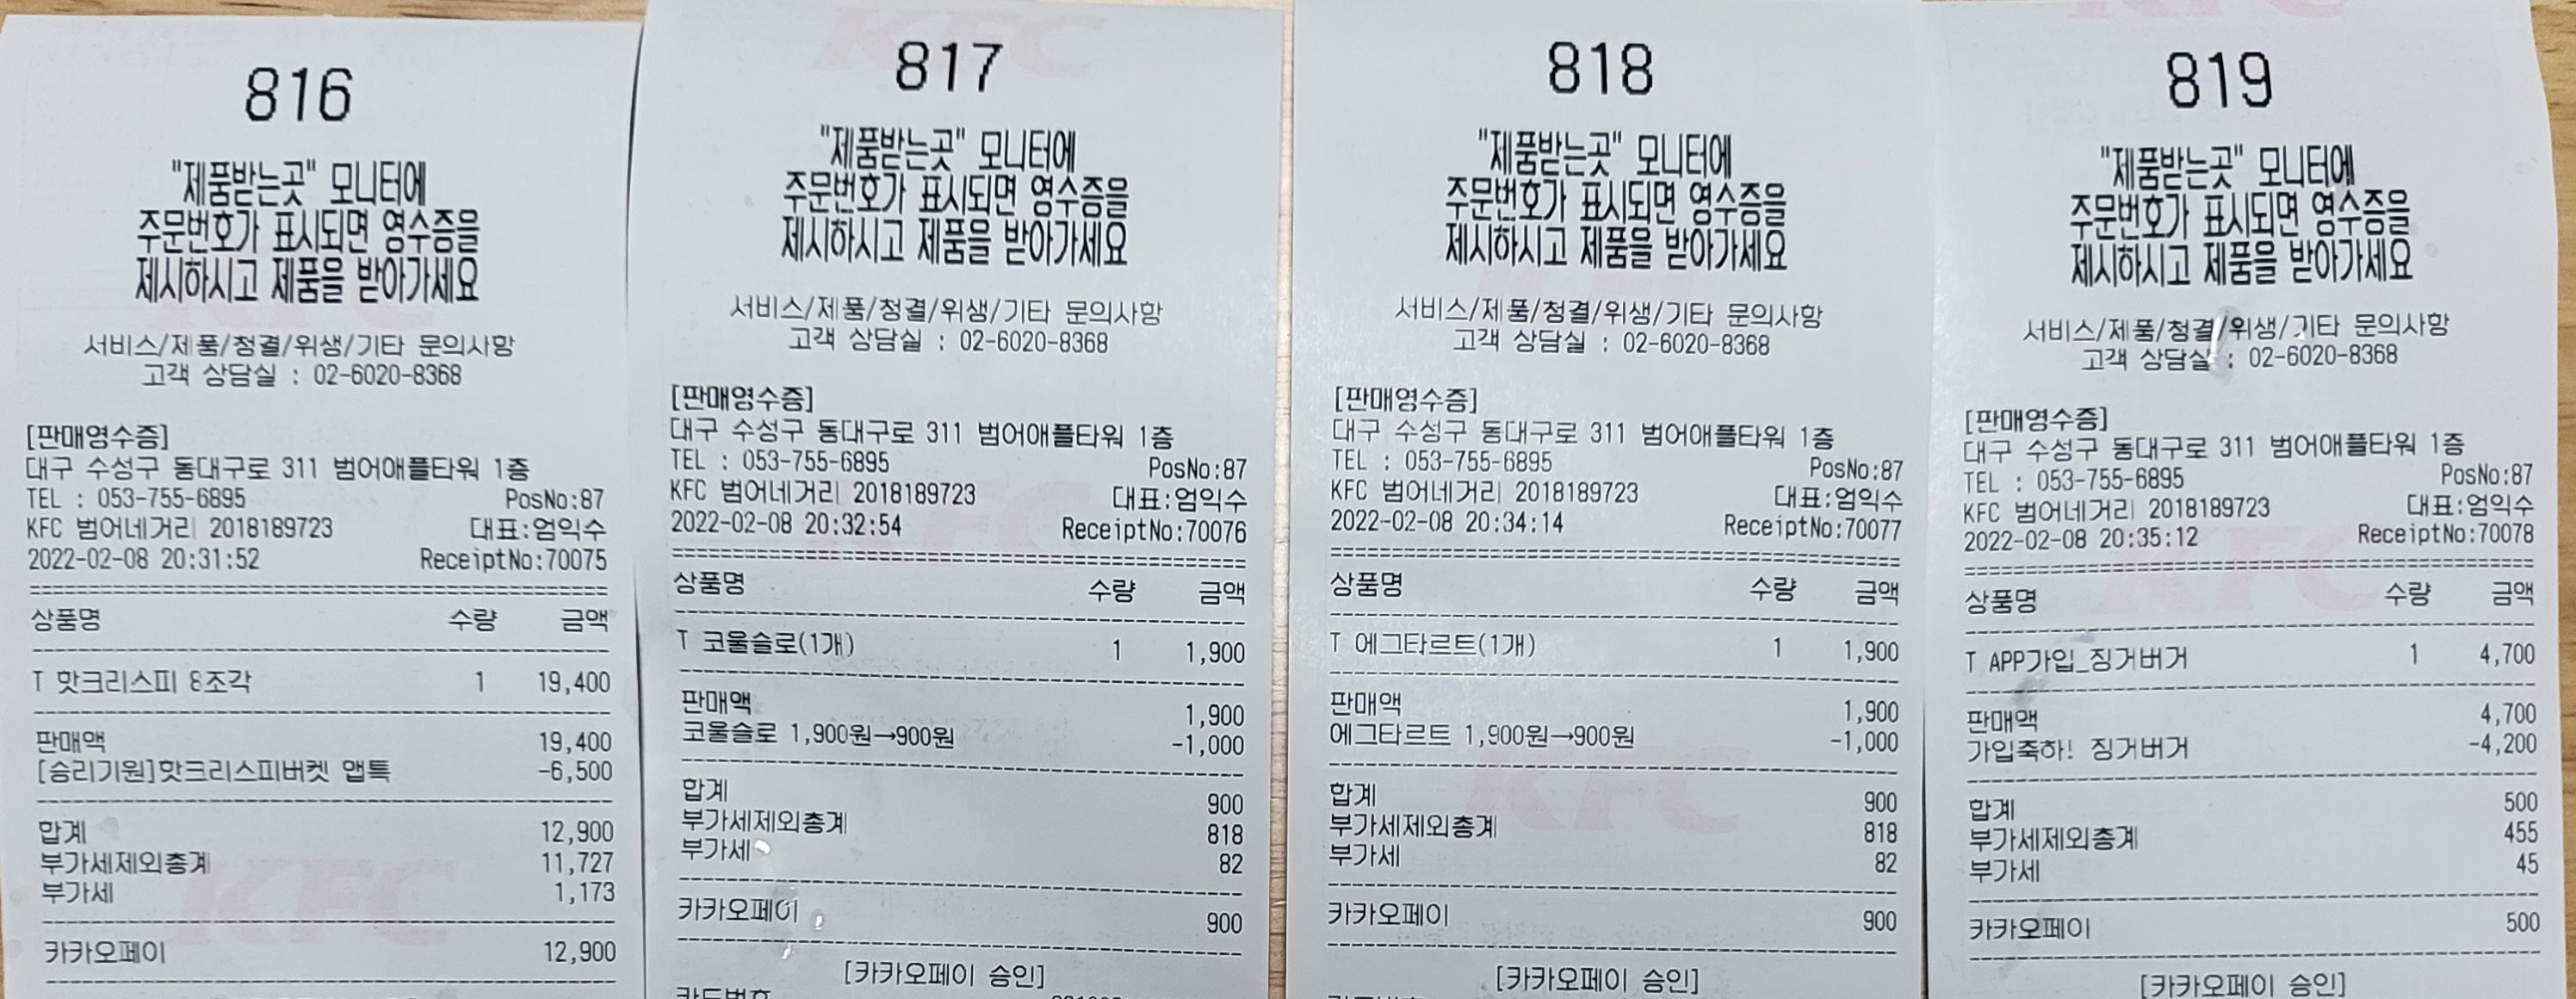 816
"제품받는곳" 모니터에
주문번호가 표시되면 영수증을
제시하시고 제품을 받아가세요
서비스/제품/청결/위생/기타 문의사항
고객 상담실 : 02-6020-8368
[판매영수증]
대구 수성구 동대구로 311 범어애플타워 1층
TEL : 053-755-6895 PosNo:87
KFC 범어네거리 2018189723 대표:엄익수
2022-02-08 20:31:52 ReceiptNo:70075
상품명 수량 금액
T 핫크리스피 8조각 1 19,400
판매액 19,400
[승리기원]핫크리스피버켓 앱특 -6,500
합계 12,900
부가세제외총계 11,727
부가세 1,173
카카오페이 12,900
817
"제품받는곳" 모니터에
주문번호가 표시되면 영수증을
제시하시고 제품을 받아가세요
서비스/제품/청결/위생/기타 문의사항
고객 상담실 : 02-6020-8368
[판매영수증]
대구 수성구 동대구로 311 범어애플타워 1층
TEL : 053-755-6895 PosNo:87
KFC 범어네거리 2018189723 대표:엄익수
2022-02-08 20:32:54 ReceiptNo:70076
상품명 수량 금액
T 코울슬로(1개) 1 1,900
판매액 1,900
코울슬로 1,900원→900원 -1,000
합계 900
부가세제외총계 818
부가세 82
카카오페이 900
[카카오페이 승인]
818
"제품받는곳" 모니터에
주문번호가 표시되면 영수증을
제시하시고 제품을 받아가세요
서비스/제품/청결/위생/기타 문의사항
고객 상담실 : 02-6020-8368
[판매영수증]
대구 수성구 동대구로 311 범어애플타워 1층
TEL : 053-755-6895 PosNo:87
KFC 범어네거리 2018189723 대표:엄익수
2022-02-08 20:34:14 ReceiptNo:70077
상품명 수량 금액
T 에그타르트(1개) 1 1,900
판매액 1,900
에그타르트 1,900원→900원 -1,000
합계 900
부가세제외총계 818
부가세 82
카카오페이 900
[카카오페이 승인]
819
"제품받는곳" 모니터에
주문번호가 표시되면 영수증을
제시하시고 제품을 받아가세요
서비스/제품/청결/위생/기타 문의사항
고객 상담실 : 02-6020-8368
[판매영수증]
대구 수성구 동대구로 311 범어애플타워 1층
TEL : 053-755-6895 PosNo:87
KFC 범어네거리 2018189723 대표:엄익수
2022-02-08 20:35:12 ReceiptNo:70078
상품명 수량 금액
T APP가입_징거버거 1 4,700
판매액 4,700
가입축하! 징거버거 -4,200
합계 500
부가세제외총계 455
부가세 45
카카오페이 500
[카카오페이 승인]